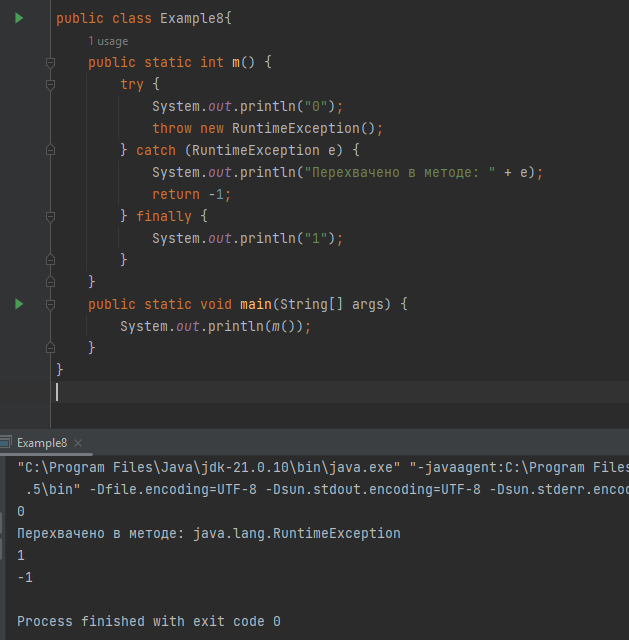 public class Example8{
1 usage
public static int m() {
try {
System.out.println("0");
throw new RuntimeException();
} catch (RuntimeException e) {
System.out.println("Перехвачено в методе: " + e);
return -1;
} finally {
System.out.println("1");
}
}
public static void main(String[] args) {
System.out.println(m());
}
}
Example8 ×
"C:\Program Files\Java\jdk-21.0.10\bin\java.exe" "-javaagent:C:\Program Files
.5\bin" -Dfile.encoding=UTF-8 -Dsun.stdout.encoding=UTF-8 -Dsun.stderr.encod
0
Перехвачено в методе: java.lang.RuntimeException
1
-1
Process finished with exit code 0